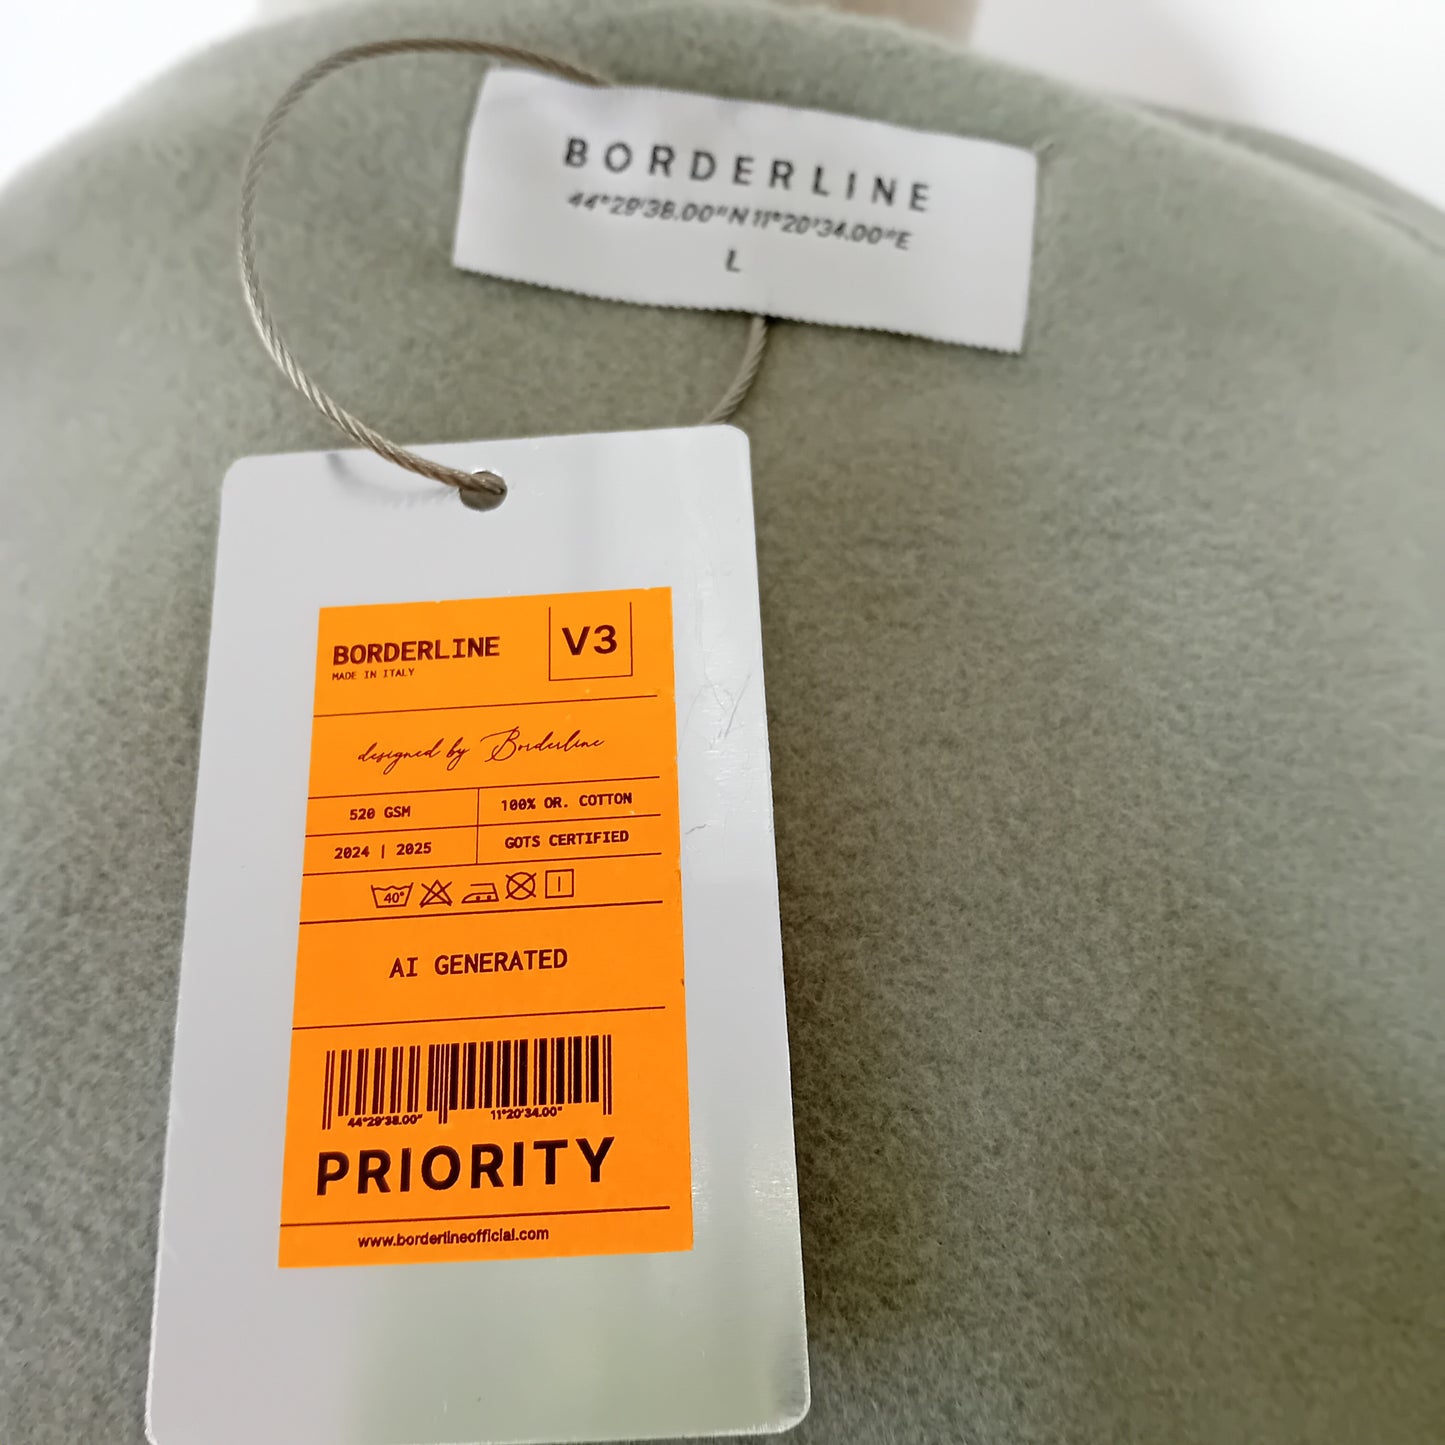 BORDERLINE
44°29'38.00"N 11°20'34.00"E
L
BORDERLINE
MADE IN ITALY
V3
designed by Borderline
520 GSM
100% OR. COTTON
2024 | 2025
GOTS CERTIFIED
40°
AI GENERATED
44°29'38.00" 11°20'34.00"
PRIORITY
www.borderlineofficial.com